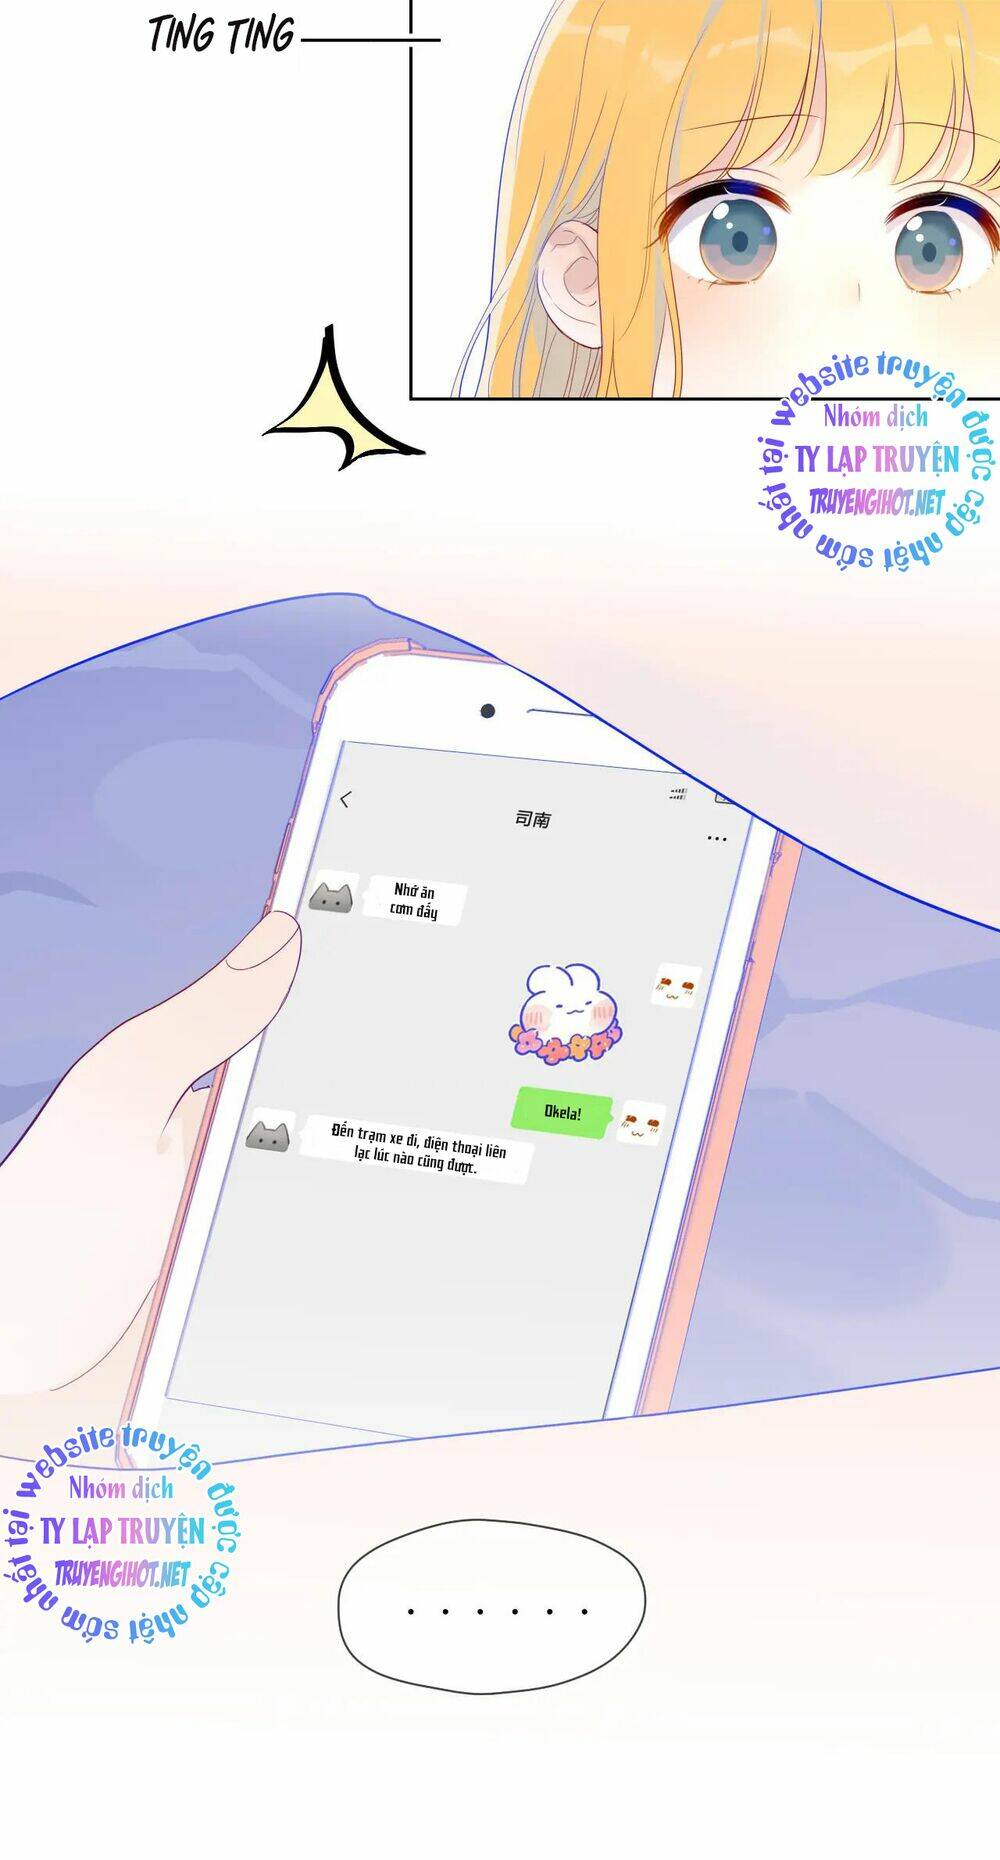 TING TING
tại website truyện được cập nhật sớm nhất
Nhóm dịch
TY LẠP TRUYỆN
TRUYENGIHOT.NET
司南
Nhớ ăn
cơm đấy
Okela!
Đến trạm xe đi, điện thoại liên
lạc lúc nào cũng được.
tại website truyện được cập nhật sớm nhất
Nhóm dịch
TY LẠP TRUYỆN
TRUYENGIHOT.NET
. . . . . .